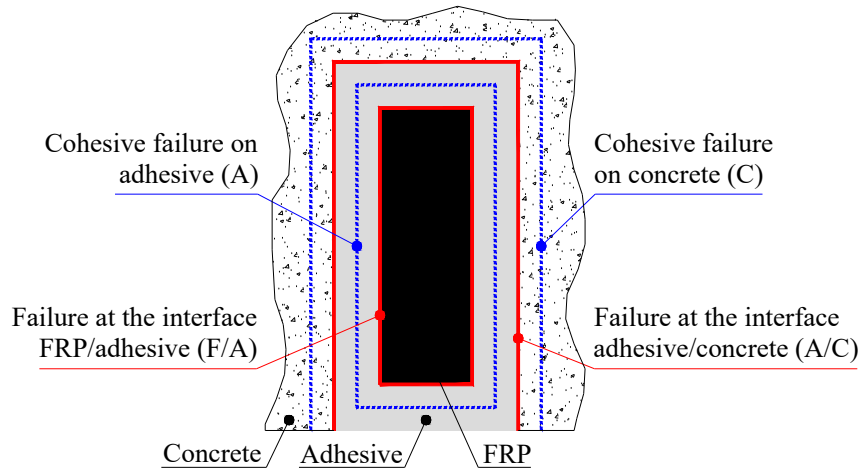 Cohesive failure on
adhesive (A)
Cohesive failure
on concrete (C)
Failure at the interface
FRP/adhesive (F/A)
Failure at the interface
adhesive/concrete (A/C)
Concrete
Adhesive
FRP